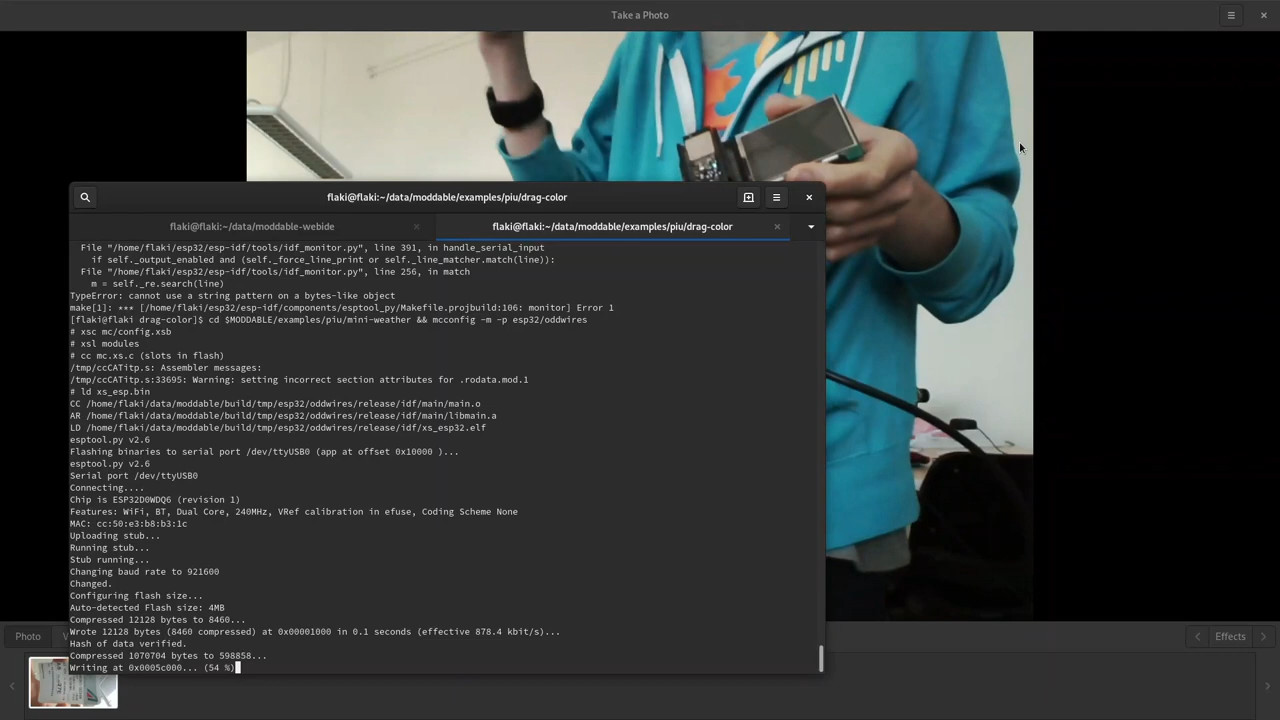 Take a Photo
flaki@flaki:~/data/moddable/examples/piu/drag-color
flaki@flaki:~/data/moddable-webide
flaki@flaki:~/data/moddable/examples/piu/drag-color
File "/home/flaki/esp32/esp-idf/tools/idf_monitor.py", line 391, in handle_serial_input
if self._output_enabled and (self._force_line_print or self._line_matcher.match(line)):
File "/home/flaki/esp32/esp-idf/tools/idf_monitor.py", line 256, in match
m = self._re.search(line)
TypeError: cannot use a string pattern on a bytes-like object
make[1]: *** [/home/flaki/esp32/esp-idf/components/esptool_py/Makefile.projbuild:106: monitor] Error 1
[flaki@flaki drag-color]$ cd $MODDABLE/examples/piu/mini-weather && mcconfig -m -p esp32/oddwires
# xsc mc/config.xsb
# xsl modules
# cc mc.xs.c (slots in flash)
/tmp/ccCATitp.s: Assembler messages:
/tmp/ccCATitp.s:33695: Warning: setting incorrect section attributes for .rodata.mod.1
# ld xs_esp.bin
CC /home/flaki/data/moddable/build/tmp/esp32/oddwires/release/idf/main/main.o
AR /home/flaki/data/moddable/build/tmp/esp32/oddwires/release/idf/main/libmain.a
LD /home/flaki/data/moddable/build/tmp/esp32/oddwires/release/idf/xs_esp32.elf
esptool.py v2.6
Flashing binaries to serial port /dev/ttyUSB0 (app at offset 0x10000 )...
esptool.py v2.6
Serial port /dev/ttyUSB0
Connecting....
Chip is ESP32D0WDQ6 (revision 1)
Features: WiFi, BT, Dual Core, 240MHz, VRef calibration in efuse, Coding Scheme None
MAC: cc:50:e3:b8:b3:1c
Uploading stub...
Running stub...
Stub running...
Changing baud rate to 921600
Changed.
Configuring flash size...
Auto-detected Flash size: 4MB
Compressed 12128 bytes to 8460...
Wrote 12128 bytes (8460 compressed) at 0x00001000 in 0.1 seconds (effective 878.4 kbit/s)...
Hash of data verified.
Compressed 1070704 bytes to 598858...
Writing at 0x0005c000... (54 %)
Photo
Effects